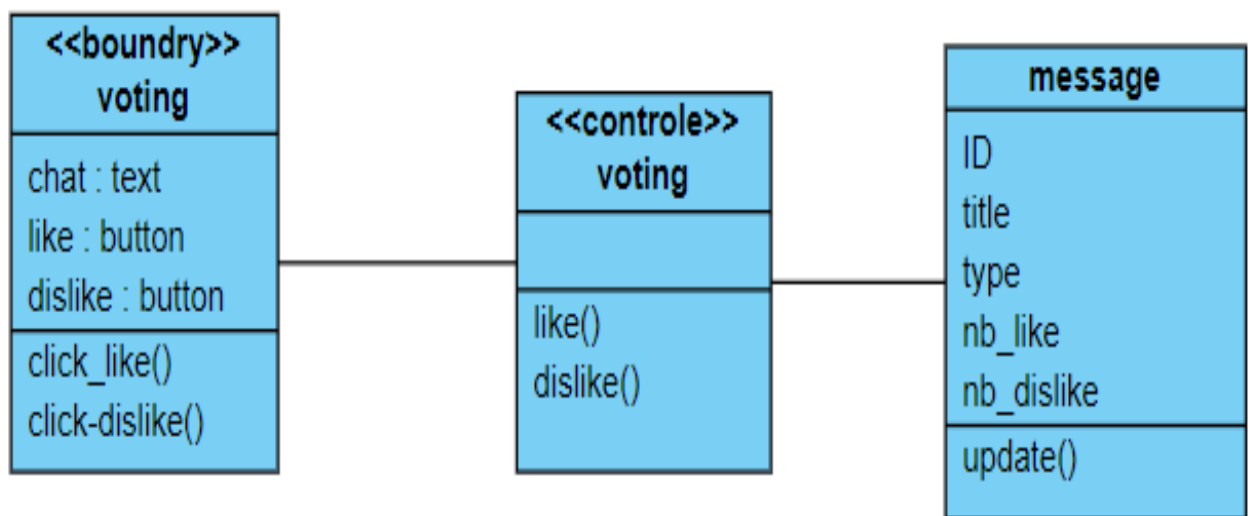 <<boundry>>
voting
chat : text
like : button
dislike : button
click_like()
click-dislike()
<<controle>>
voting
like()
dislike()
message
ID
title
type
nb_like
nb_dislike
update()